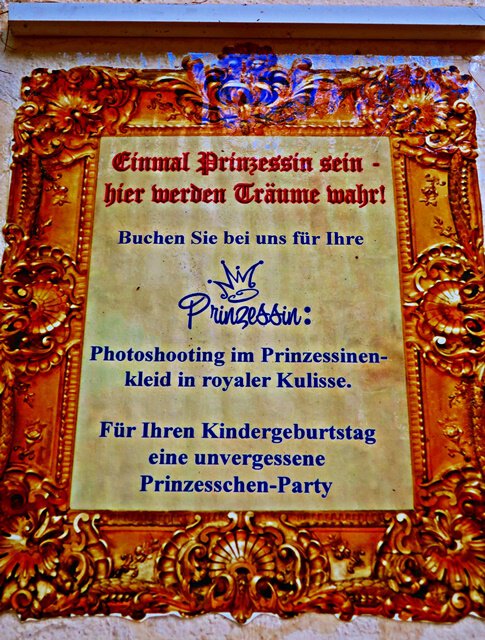 Einmal Prinzessin sein -
hier werden Träume wahr!
Buchen Sie bei uns für Ihre
Prinzessin:
Photoshooting im Prinzessinen-
kleid in royaler Kulisse.
Für Ihren Kindergeburtstag
eine unvergessene
Prinzesschen-Party